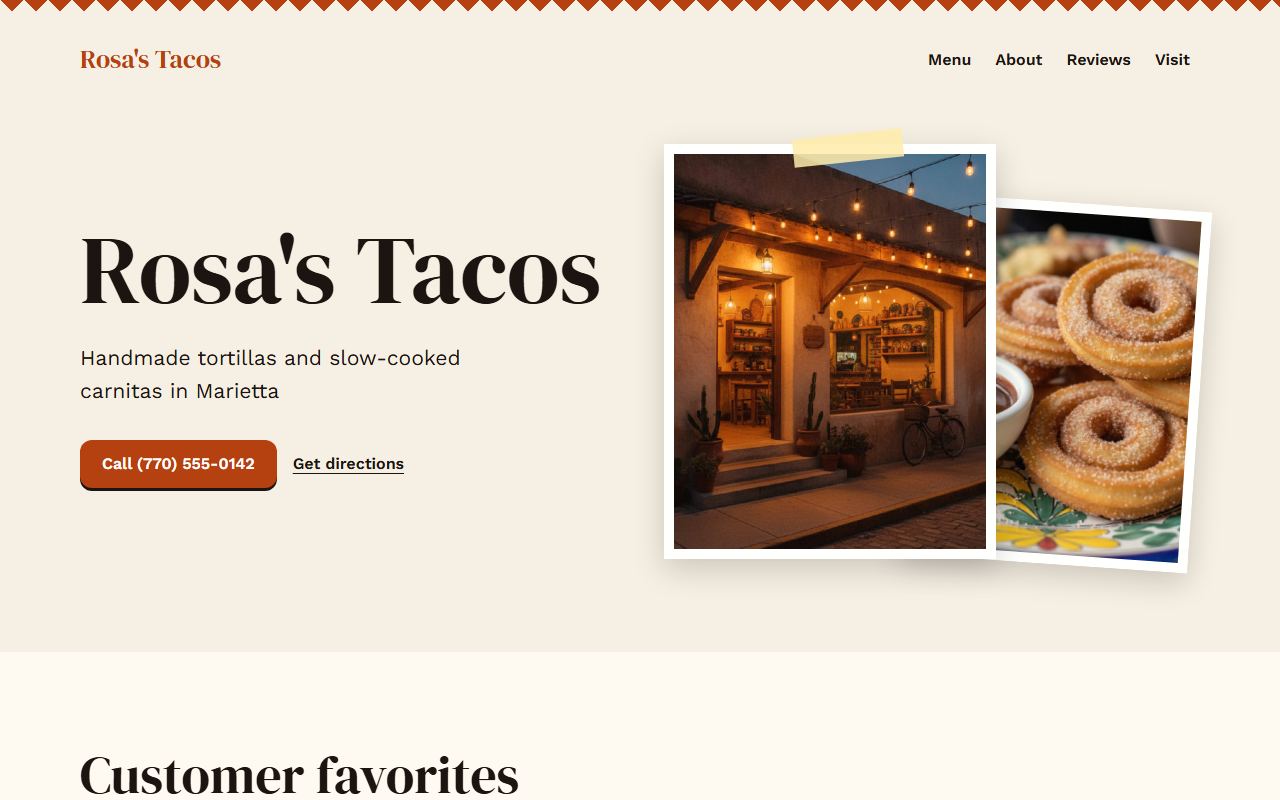 Rosa's Tacos
Menu About Reviews Visit
Rosa's Tacos
Handmade tortillas and slow-cooked
carnitas in Marietta
Call (770) 555-0142
Get directions
Customer favorites